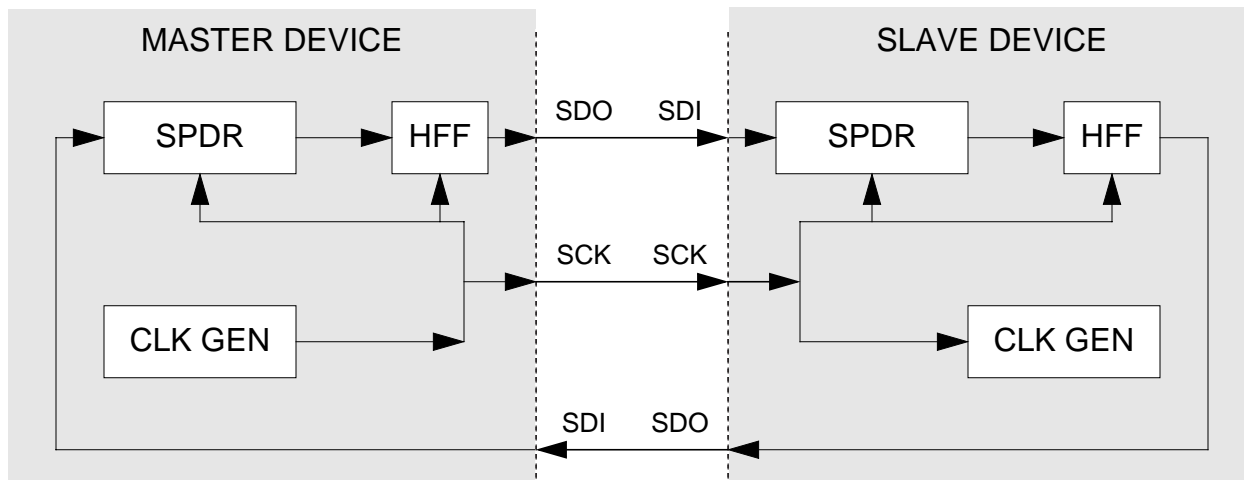 MASTER DEVICE
SLAVE DEVICE
SPDR
HFF
SDO
SDI
SPDR
HFF
SCK
SCK
CLK GEN
CLK GEN
SDI
SDO